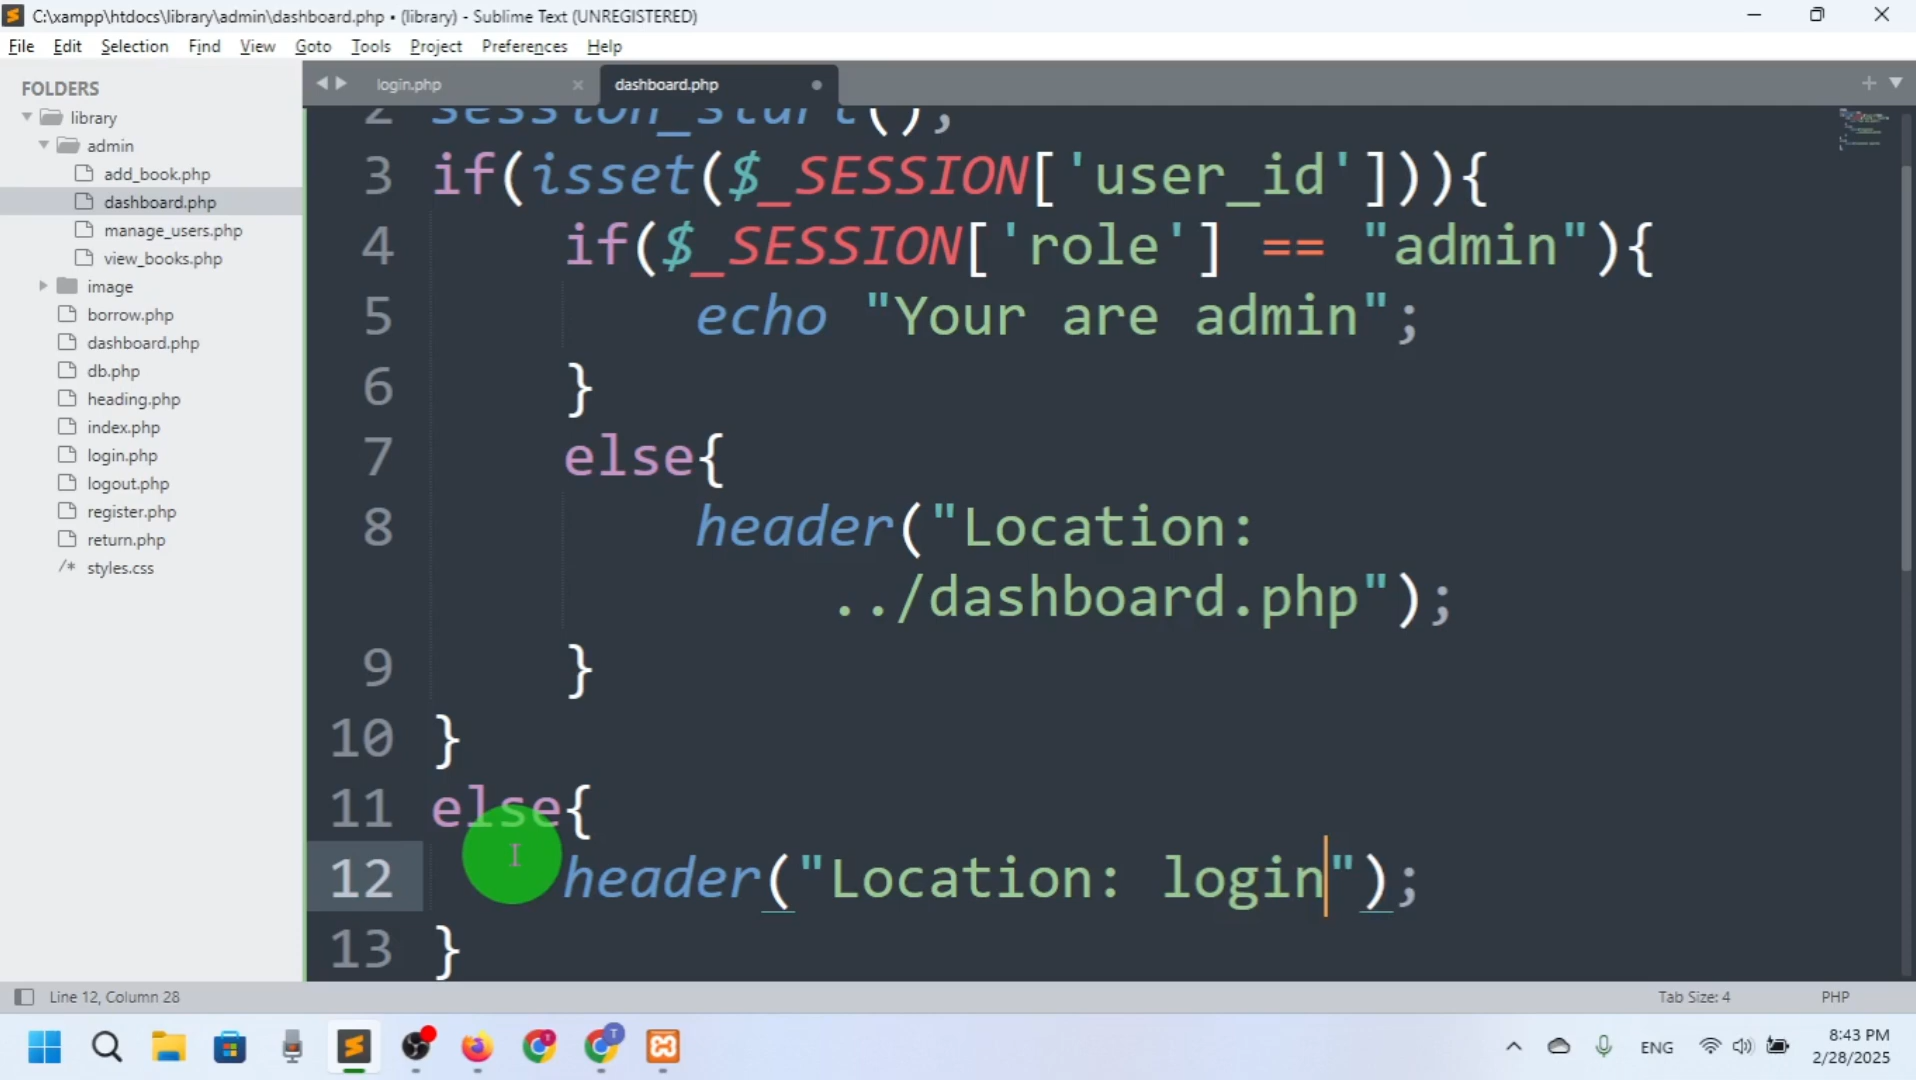 C:\xampp\htdocs\library\admin\dashboard.php • (library) - Sublime Text (UNREGISTERED)
File Edit Selection Find View Goto Tools Project Preferences Help
FOLDERS
library
admin
add_book.php
dashboard.php
manage_users.php
view_books.php
image
borrow.php
dashboard.php
db.php
heading.php
index.php
login.php
logout.php
register.php
return.php
/* styles.css
login.php × dashboard.php
2 session_start();
3 if(isset($_SESSION['user_id'])){
4 if($_SESSION['role'] == "admin"){
5 echo "Your are admin";
6 }
7 else{
8 header("Location:
../dashboard.php");
9 }
10 }
11 else{
12 header("Location: login");
13 }
Line 12, Column 28
Tab Size: 4 PHP
ENG
8:43 PM
2/28/2025